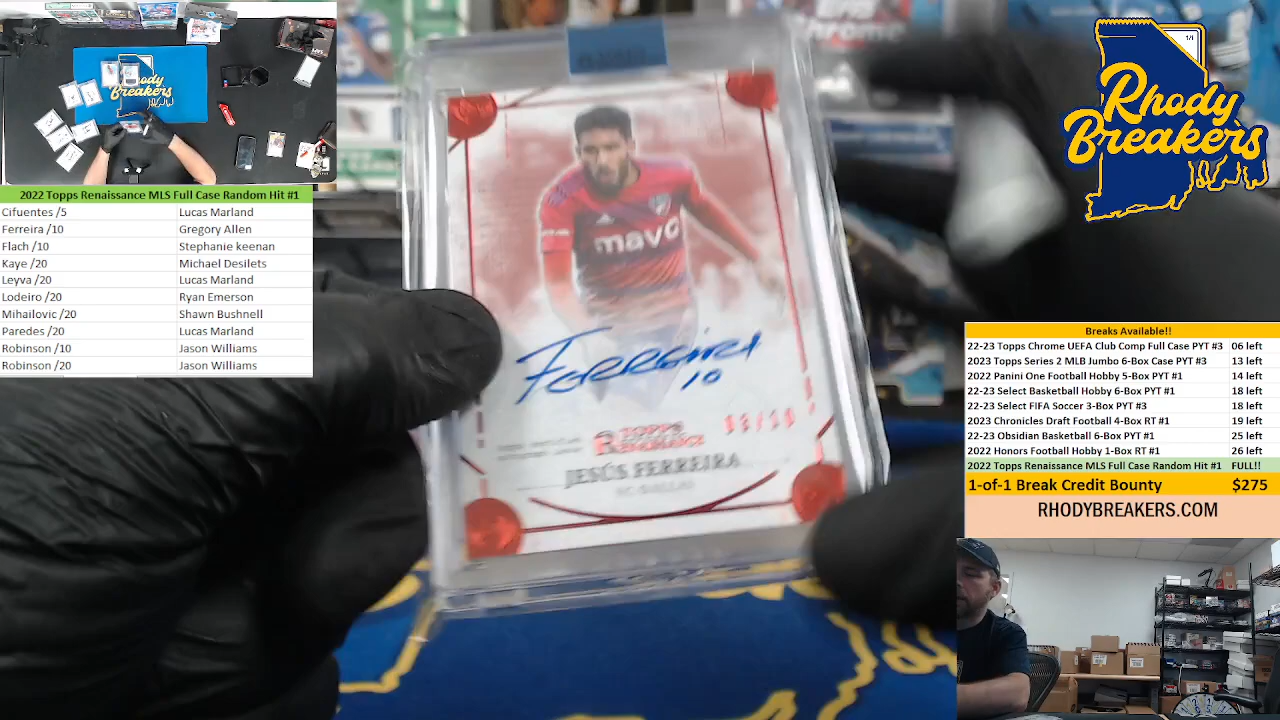 2022 Topps Renaissance MLS Full Case Random Hit #1
Cifuentes /5 Lucas Marland
Ferreira /10 Gregory Allen
Flach /10 Stephanie keenan
Kaye /20 Michael Desilets
Leyva /20 Lucas Marland
Lodeiro /20 Ryan Emerson
Mihailovic /20 Shawn Bushnell
Paredes /20 Lucas Marland
Robinson /10 Jason Williams
Robinson /20 Jason Williams
mavc
Ferreira
10
03/10
TOPPS
RENAISSANCE
JESÚS FERREIRA
FC DALLAS
1/1
Rhody
Breakers
Breaks Available!!
22-23 Topps Chrome UEFA Club Comp Full Case PYT #3 06 left
2023 Topps Series 2 MLB Jumbo 6-Box Case PYT #3 13 left
2022 Panini One Football Hobby 5-Box PYT #1 14 left
22-23 Select Basketball Hobby 6-Box PYT #1 18 left
22-23 Select FIFA Soccer 3-Box PYT #3 18 left
2023 Chronicles Draft Football 4-Box RT #1 19 left
22-23 Obsidian Basketball 6-Box PYT #1 25 left
2022 Honors Football Hobby 1-Box RT #1 26 left
2022 Topps Renaissance MLS Full Case Random Hit #1 FULL!!
1-of-1 Break Credit Bounty $275
RHODYBREAKERS.COM
Rhody
Breakers